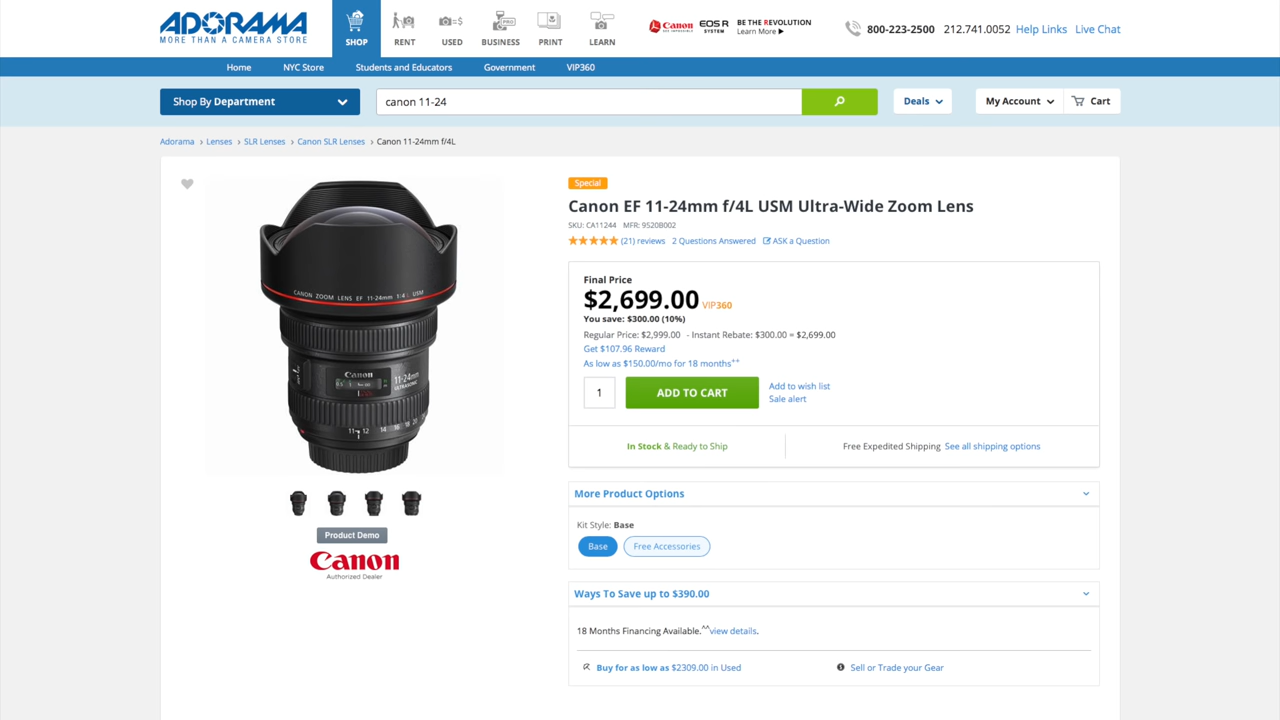 ADORAMA
MORE THAN A CAMERA STORE
SHOP
RENT
USED
PRO
BUSINESS
PRINT
LEARN
Canon
EOS R
SYSTEM
BE THE REVOLUTION
Learn More ▶
800-223-2500 212.741.0052 Help Links Live Chat
Home NYC Store Students and Educators Government VIP360
Shop By Department
canon 11-24
Deals
My Account
Cart
Adorama › Lenses › SLR Lenses › Canon SLR Lenses › Canon 11-24mm f/4L
Special
Canon EF 11-24mm f/4L USM Ultra-Wide Zoom Lens
SKU: CA11244 MFR: 9520B002
(21) reviews 2 Questions Answered ASK a Question
CANON ZOOM LENS EF 11-24mm 1:4 L USM
Canon
11-24mm
ULTRASONIC
11 12 14 16 18 20
Final Price
$2,699.00 VIP360
You save: $300.00 (10%)
Regular Price: $2,999.00 - Instant Rebate: $300.00 = $2,699.00
Get $107.96 Reward
As low as $150.00/mo for 18 months++
1
ADD TO CART
Add to wish list
Sale alert
In Stock & Ready to Ship
Free Expedited Shipping See all shipping options
Product Demo
Canon
Authorized Dealer
More Product Options
Kit Style: Base
Base
Free Accessories
Ways To Save up to $390.00
18 Months Financing Available.^^view details.
Buy for as low as $2309.00 in Used
Sell or Trade your Gear